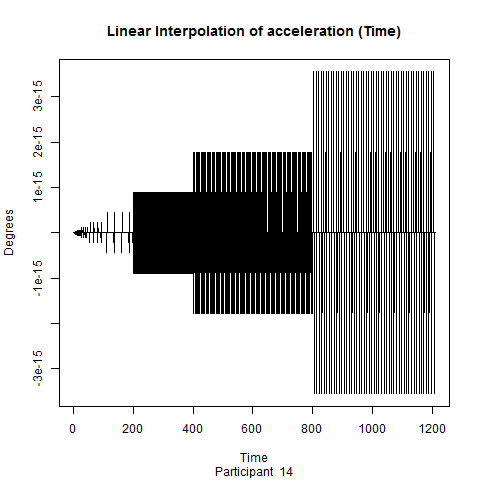 Linear Interpolation of acceleration (Time)
Degrees
3e-15
2e-15
1e-15
-1e-15
-3e-15
0 200 400 600 800 1000 1200
Time
Participant 14